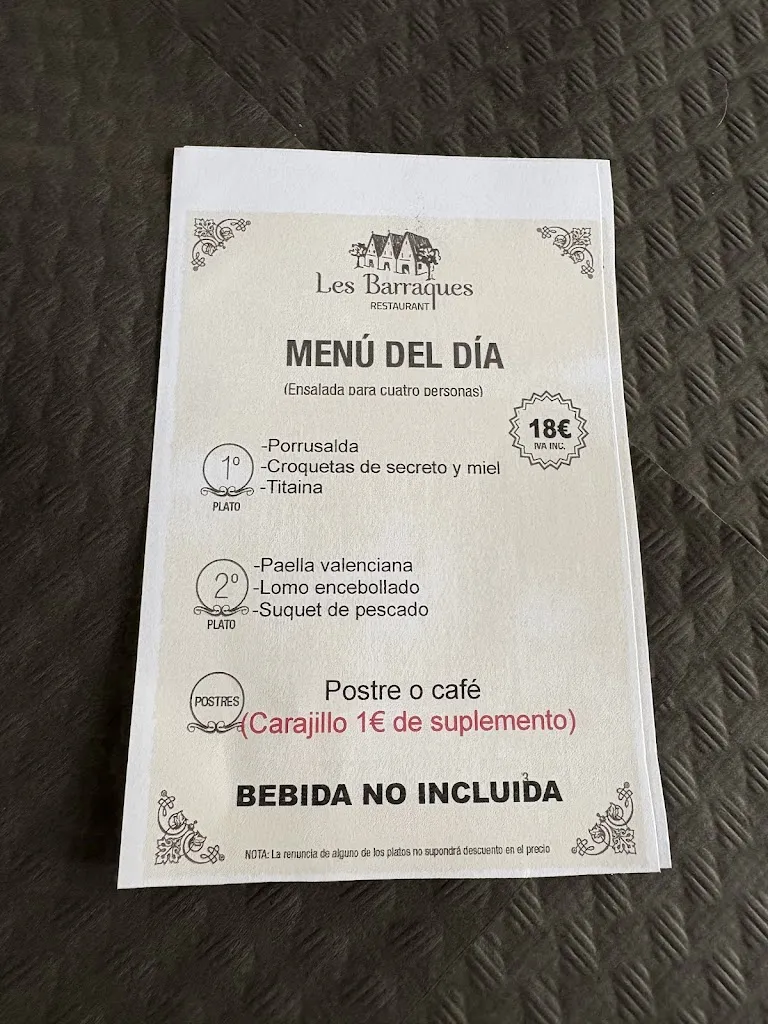 Les Barraques
RESTAURANT
MENÚ DEL DÍA
(Ensalada para cuatro personas)
18€
IVA INC.
1º
PLATO
-Porrusalda
-Croquetas de secreto y miel
-Titaina
2º
PLATO
-Paella valenciana
-Lomo encebollado
-Suquet de pescado
POSTRES
Postre o café
(Carajillo 1€ de suplemento)
BEBIDA NO INCLUIDA
NOTA: La renuncia de alguno de los platos no supondrá descuento en el precio